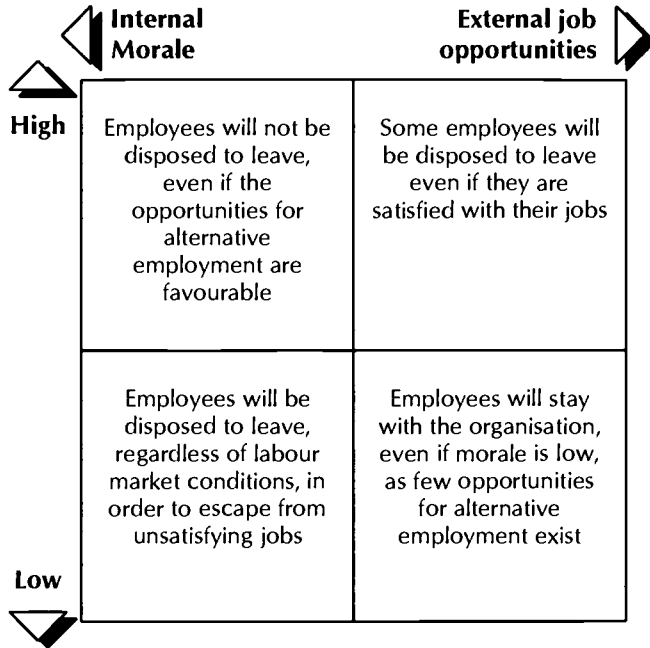 Internal
Morale
External job
opportunities
High
Employees will not be
disposed to leave,
even if the
opportunities for
alternative
employment are
favourable
Some employees will
be disposed to leave
even if they are
satisfied with their jobs
Employees will be
disposed to leave,
regardless of labour
market conditions, in
order to escape from
unsatisfying jobs
Employees will stay
with the organisation,
even if morale is low,
as few opportunities
for alternative
employment exist
Low